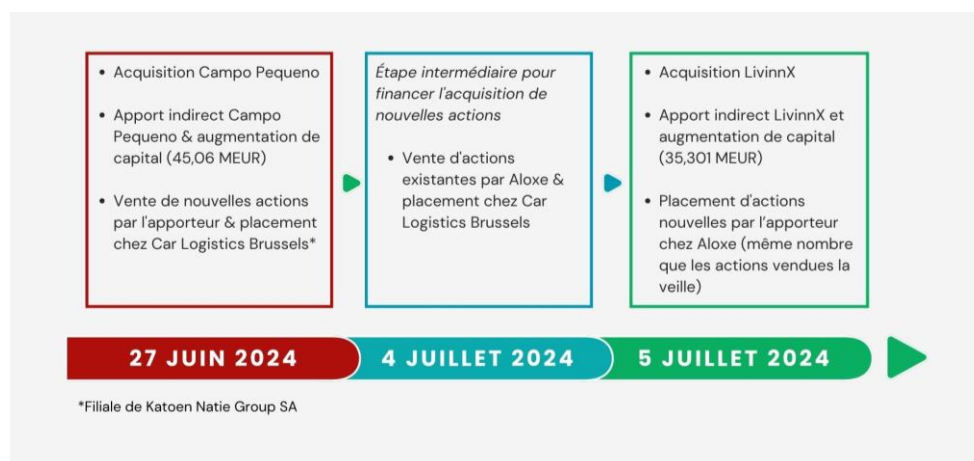 • Acquisition Campo Pequeno
• Apport indirect Campo
Pequeno & augmentation de
capital (45,06 MEUR)
• Vente de nouvelles actions
par l'apporteur & placement
chez Car Logistics Brussels*
Étape intermédiaire pour
financer l'acquisition de
nouvelles actions
• Vente d'actions
existantes par Aloxe &
placement chez Car
Logistics Brussels
• Acquisition LivinnX
• Apport indirect LivinnX et
augmentation de capital
(35,301 MEUR)
• Placement d'actions
nouvelles par l’apporteur
chez Aloxe (même nombre
que les actions vendues la
veille)
27 JUIN 2024
4 JUILLET 2024
5 JUILLET 2024
*Filiale de Katoen Natie Group SA